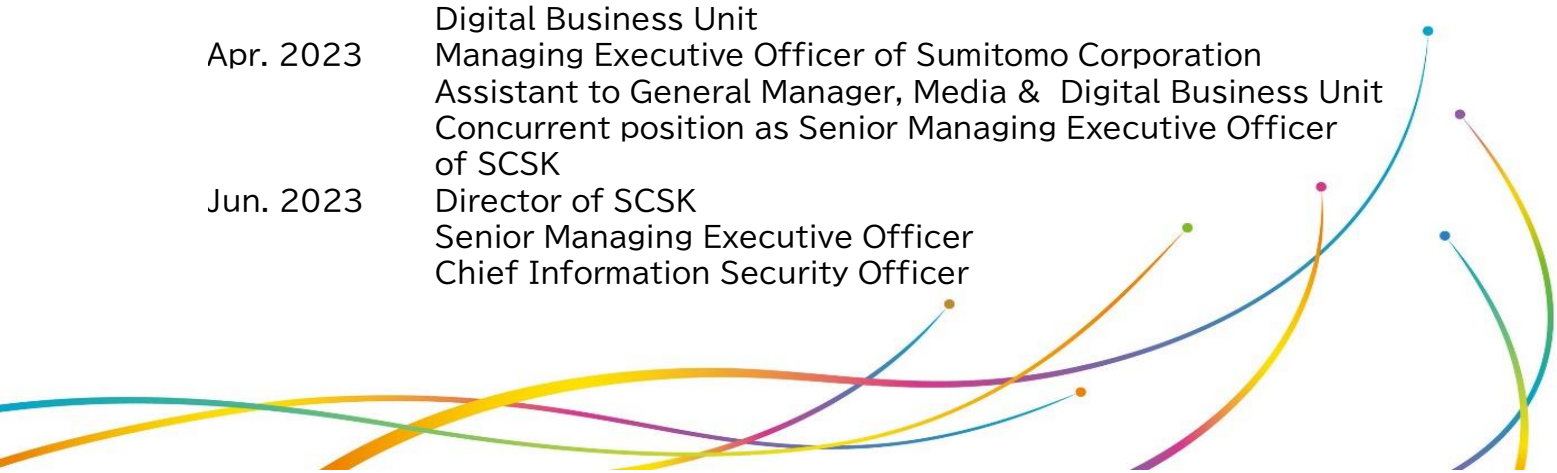 Digital Business Unit
Apr. 2023 Managing Executive Officer of Sumitomo Corporation
Assistant to General Manager, Media &  Digital Business Unit
Concurrent position as Senior Managing Executive Officer
of SCSK
Jun. 2023 Director of SCSK
Senior Managing Executive Officer
Chief Information Security Officer